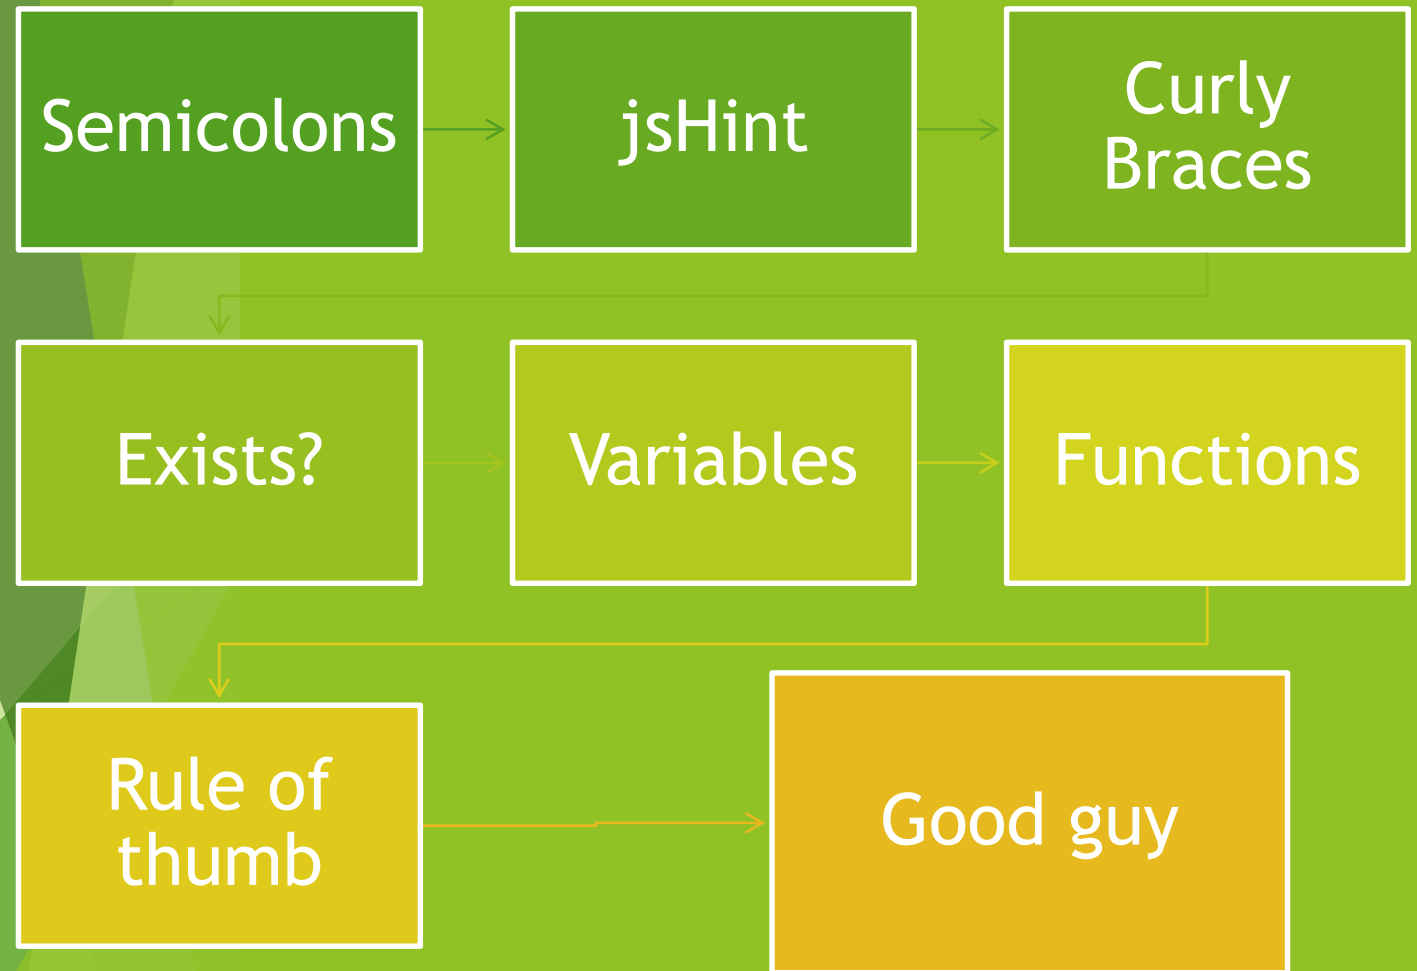 Semicolons
jsHint
Curly
Braces
Exists?
Variables
Functions
Rule of
thumb
Good guy